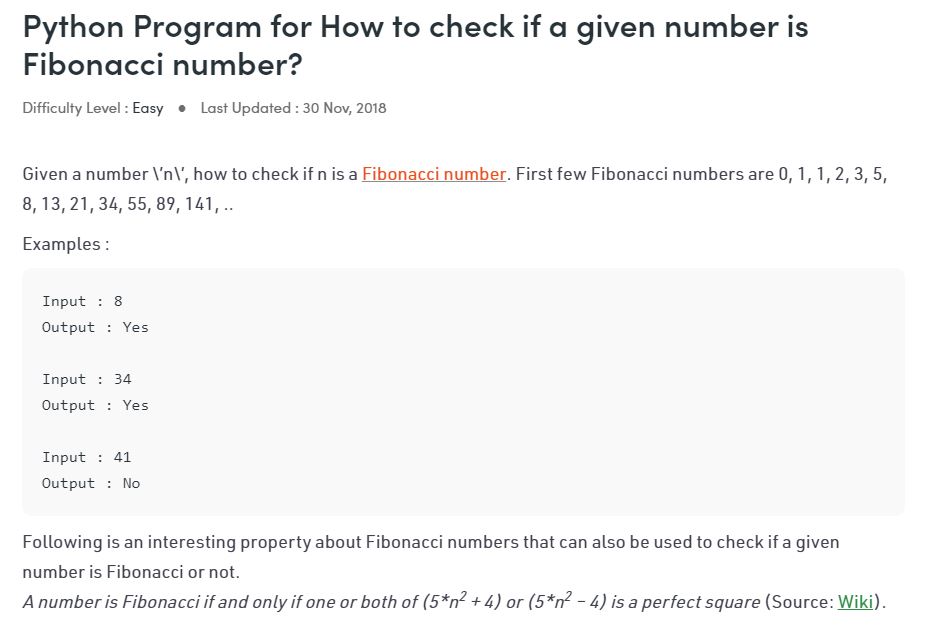 Python Program for How to check if a given number is
Fibonacci number?
Difficulty Level : Easy ● Last Updated : 30 Nov, 2018
Given a number \'n\', how to check if n is a Fibonacci number. First few Fibonacci numbers are 0, 1, 1, 2, 3, 5,
8, 13, 21, 34, 55, 89, 141, ..
Examples :
Input : 8
Output : Yes
Input : 34
Output : Yes
Input : 41
Output : No
Following is an interesting property about Fibonacci numbers that can also be used to check if a given
number is Fibonacci or not.
A number is Fibonacci if and only if one or both of (5*n² + 4) or (5*n² – 4) is a perfect square (Source: Wiki).